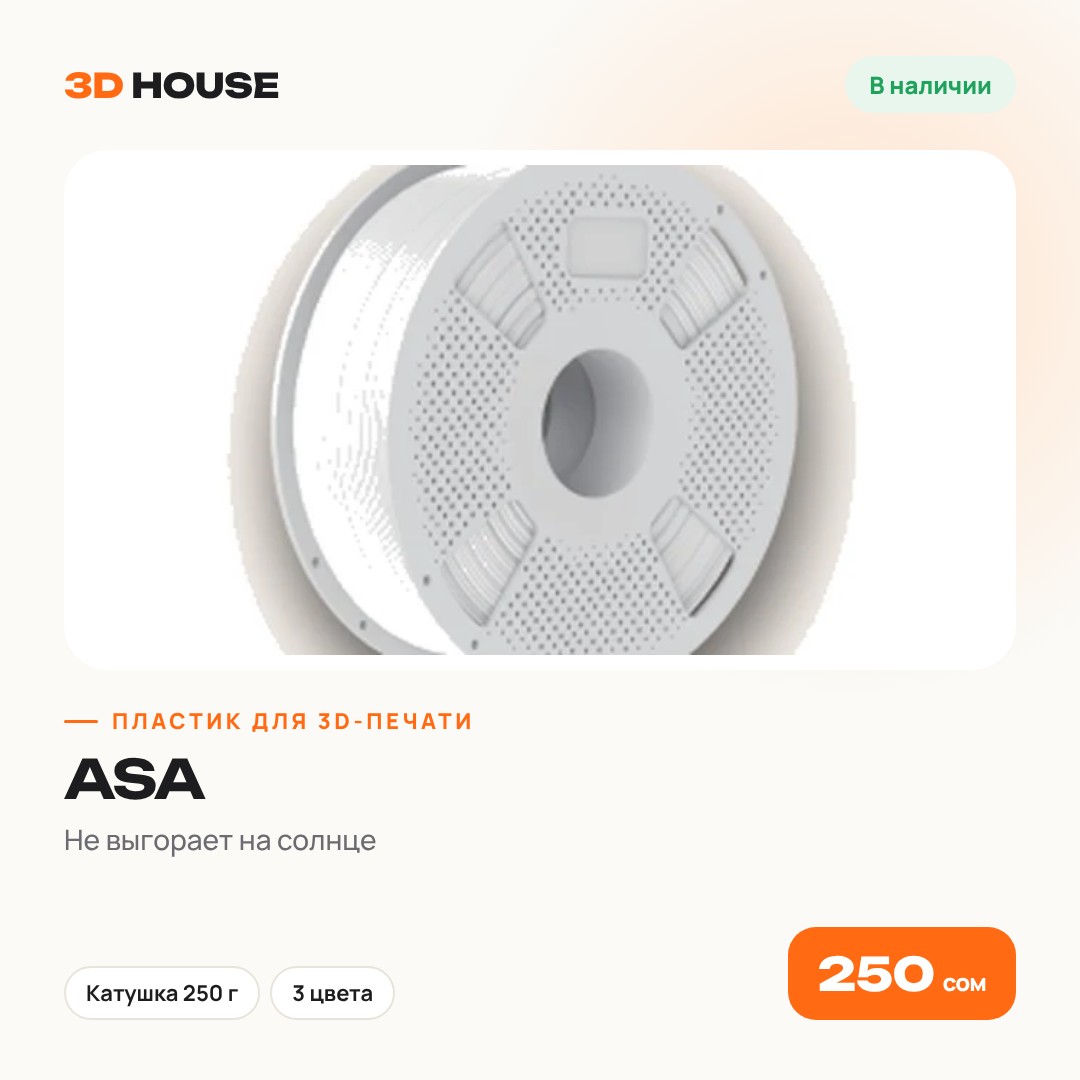 3D HOUSE
В наличии
ПЛАСТИК ДЛЯ 3D-ПЕЧАТИ
ASA
Не выгорает на солнце
Катушка 250 г
3 цвета
250 сом